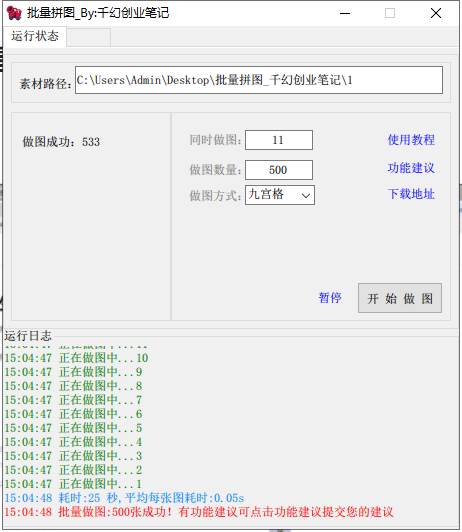 批量拼图_By:千幻创业笔记
运行状态
素材路径: C:\Users\Admin\Desktop\批量拼图_千幻创业笔记\1
做图成功: 533
同时做图: 11
使用教程
做图数量: 500
功能建议
做图方式: 九宫格
下载地址
暂停
开 始 做 图
运行日志
15:04:47 正在做图中...11
15:04:47 正在做图中...10
15:04:47 正在做图中...9
15:04:47 正在做图中...8
15:04:47 正在做图中...7
15:04:47 正在做图中...6
15:04:47 正在做图中...5
15:04:47 正在做图中...4
15:04:47 正在做图中...3
15:04:47 正在做图中...2
15:04:47 正在做图中...1
15:04:48 耗时:25 秒,平均每张图耗时:0.05s
15:04:48 批量做图:500张成功! 有功能建议可点击功能建议提交您的建议